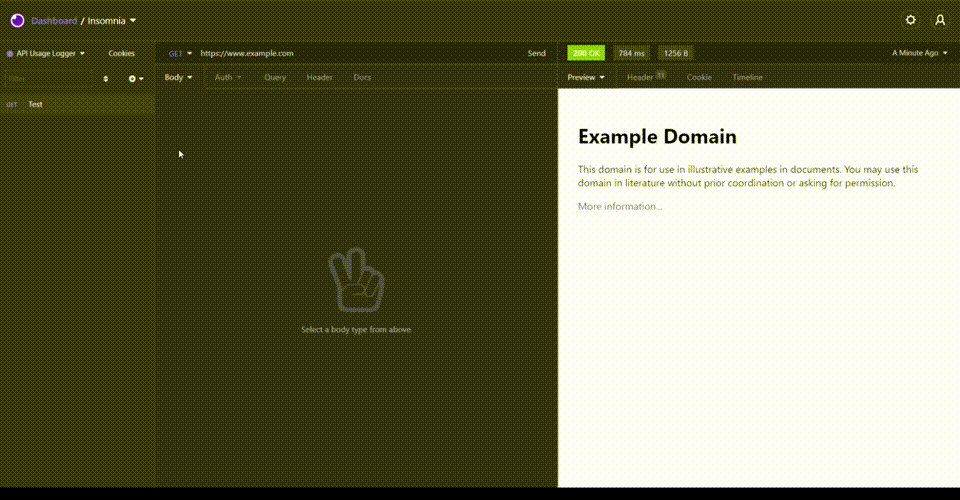 Dashboard / Insomnia
API Usage Logger Cookies
Filter
GET Test
GET https://www.example.com Send
Body Auth Query Header Docs
Select a body type from above
200 OK 784 ms 1256 B A Minute Ago
Preview Header 11 Cookie Timeline
Example Domain
This domain is for use in illustrative examples in documents. You may use this
domain in literature without prior coordination or asking for permission.
More information...